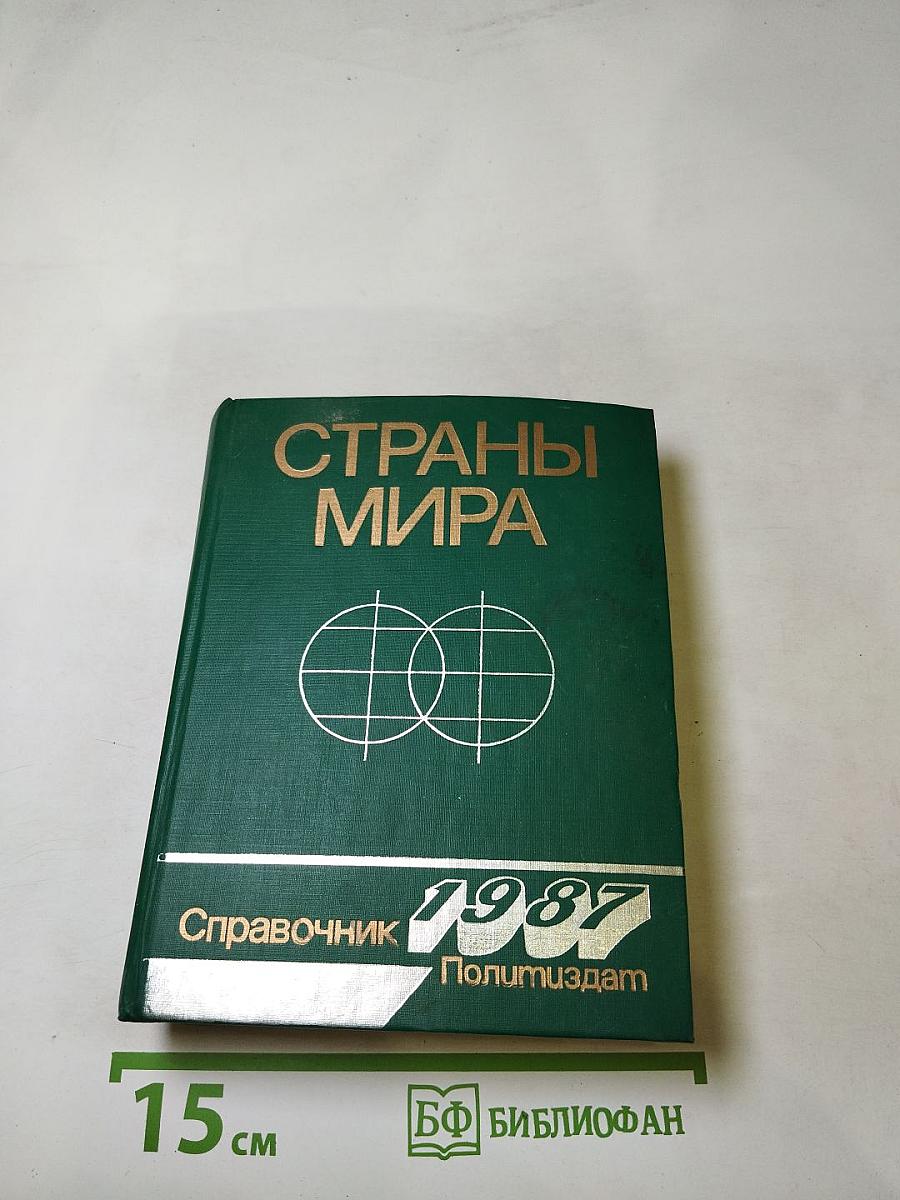 СТРАНЫ
МИРА
Справочник 1987
Политиздат
15 см
БФ БИБЛИОФАН